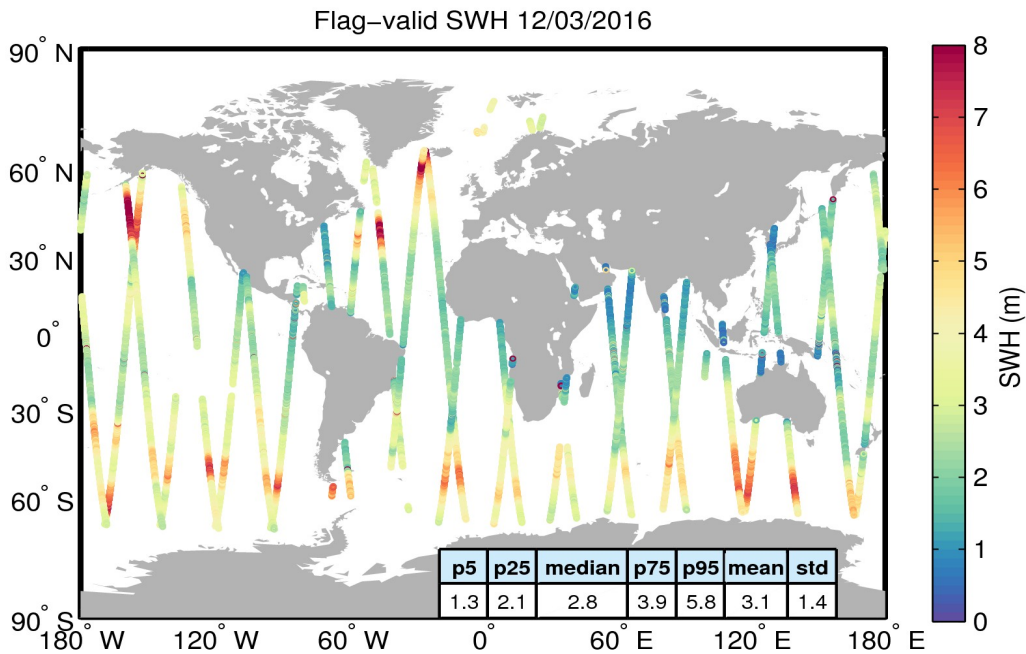 Flag−valid SWH 12/03/2016
90° N
60° N
30° N
0°
30° S
60° S
90° S
180° W
120° W
60° W
0°
60° E
120° E
180° E
p5 p25 median p75 p95 mean std
1.3 2.1 2.8 3.9 5.8 3.1 1.4
8
7
6
5
4
3
2
1
0
SWH (m)